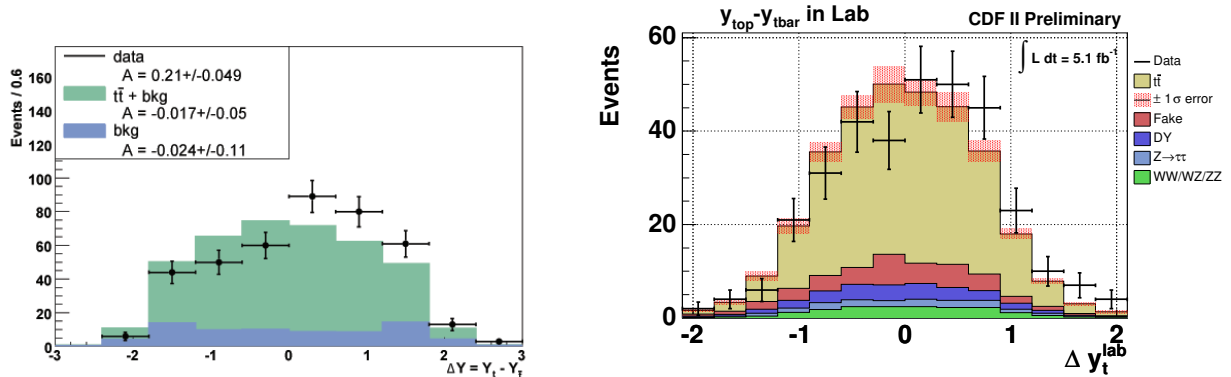 data
A = 0.21+/-0.049
tt̄ + bkg
A = -0.017+/-0.05
bkg
A = -0.024+/-0.11
Events / 0.6
160
140
120
100
80
60
40
20
0
-3 -2 -1 0 1 2 3
ΔY = Y_t - Y_t̄
y_top-y_tbar in Lab
CDF II Preliminary
∫ L dt = 5.1 fb^-1
Events
60
40
20
0
-2 -1 0 1 2
Δ y_t^lab
Data
tt̄
± 1σ error
Fake
DY
Z→ττ
WW/WZ/ZZ